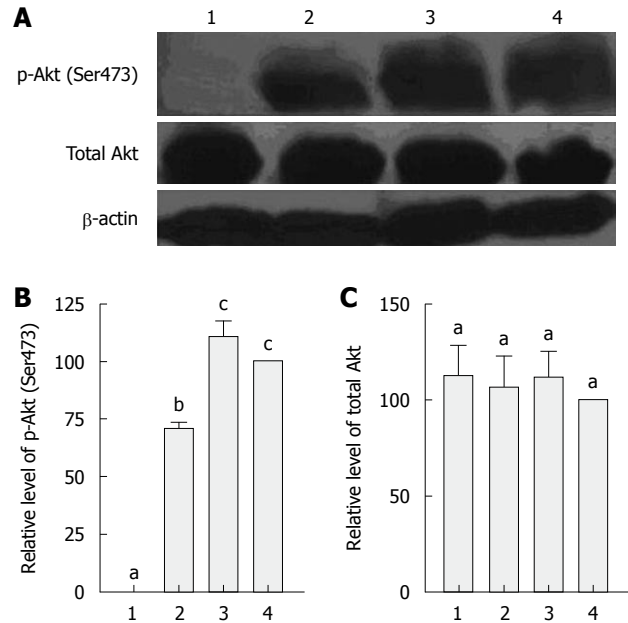 A
1 2 3 4
p-Akt (Ser473)
Total Akt
β-actin
B
Relative level of p-Akt (Ser473)
125
100
75
50
25
0
a
b
c
c
1 2 3 4
C
Relative level of total Akt
150
100
50
0
a
a
a
a
1 2 3 4